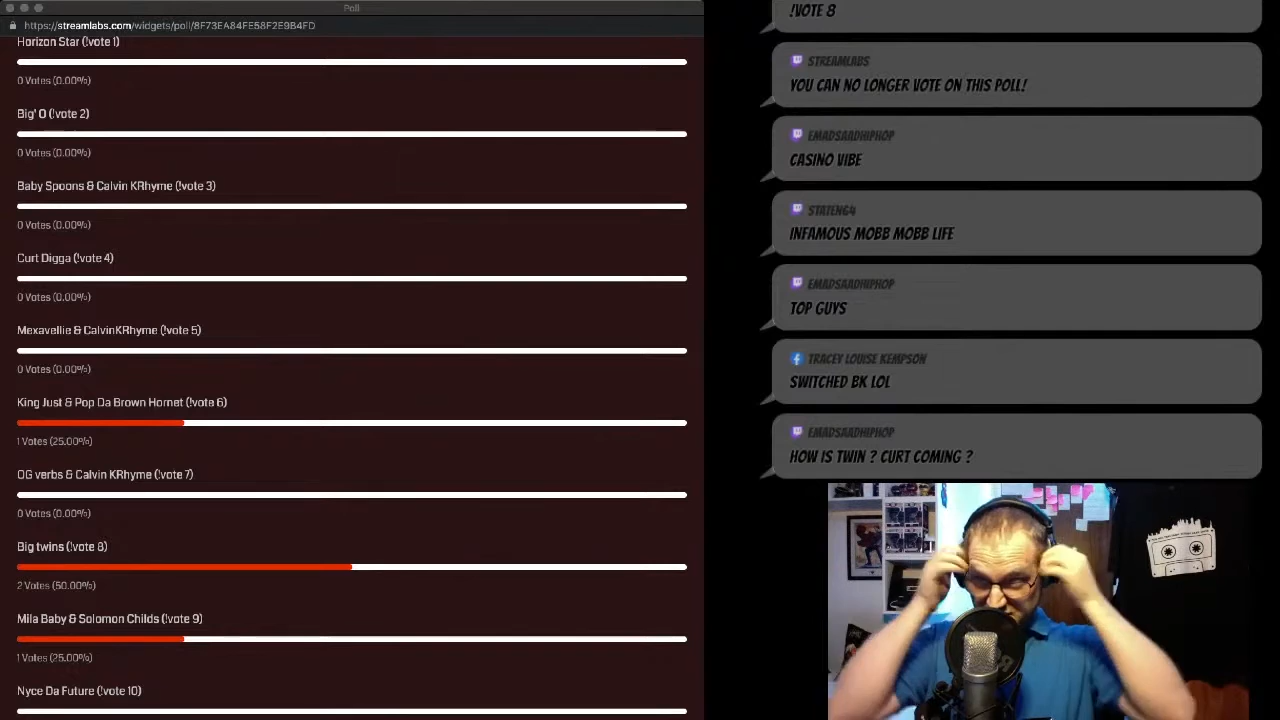 Poll
https://streamlabs.com/widgets/poll/8F73EA84FE58F2E9B4FD
Horizon Star (!vote 1)
0 Votes (0.00%)
Big' O (!vote 2)
0 Votes (0.00%)
Baby Spoons & Calvin KRhyme (!vote 3)
0 Votes (0.00%)
Curt Digga (!vote 4)
0 Votes (0.00%)
Mexavellie & CalvinKRhyme (!vote 5)
0 Votes (0.00%)
King Just & Pop Da Brown Hornet (!vote 6)
1 Votes (25.00%)
OG verbs & Calvin KRhyme (!vote 7)
0 Votes (0.00%)
Big twins (!vote 8)
2 Votes (50.00%)
Mila Baby & Solomon Childs (!vote 9)
1 Votes (25.00%)
Nyce Da Future (!vote 10)
!VOTE 8
STREAMLABS
YOU CAN NO LONGER VOTE ON THIS POLL!
EMADSAADHIPHOP
CASINO VIBE
STATEN64
INFAMOUS MOBB MOBB LIFE
EMADSAADHIPHOP
TOP GUYS
TRACEY LOUISE KEMPSON
SWITCHED BK LOL
EMADSAADHIPHOP
HOW IS TWIN ? CURT COMING ?